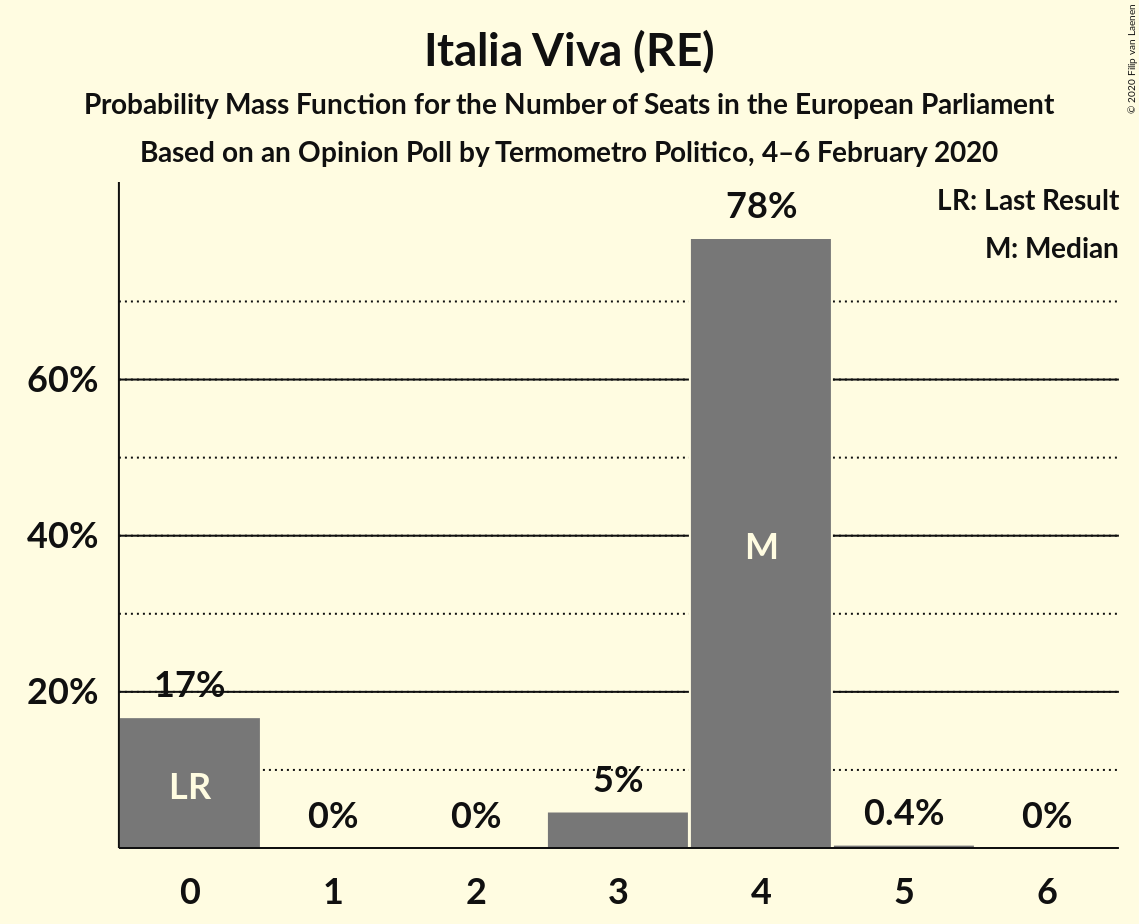 Italia Viva (RE)
Probability Mass Function for the Number of Seats in the European Parliament
Based on an Opinion Poll by Termometro Politico, 4–6 February 2020
© 2020 Filip van Laenen
LR: Last Result
M: Median
78%
60%
40%
M
20%
17%
LR
0%
0%
5%
0.4%
0%
0
1
2
3
4
5
6